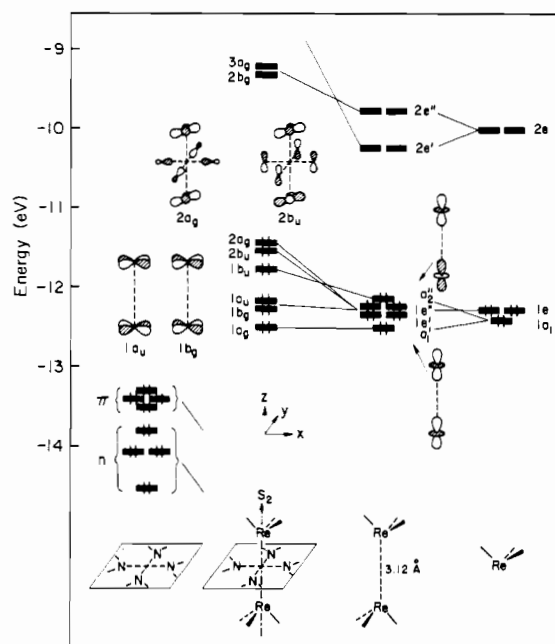 -9
-10
-11
-12
-13
-14
Energy (eV)
3ag
2bg
2e"
2e'
2e
2ag
2bu
2ag
2bu
1bu
1au
1bg
1ag
a2"
1e"
1e'
a1'
1e
1a1
1au
1bg
π
n
z
y
x
S2
Re
N
N
N
N
N
N
N
N
Re
Re
3.12 Å
Re
Re